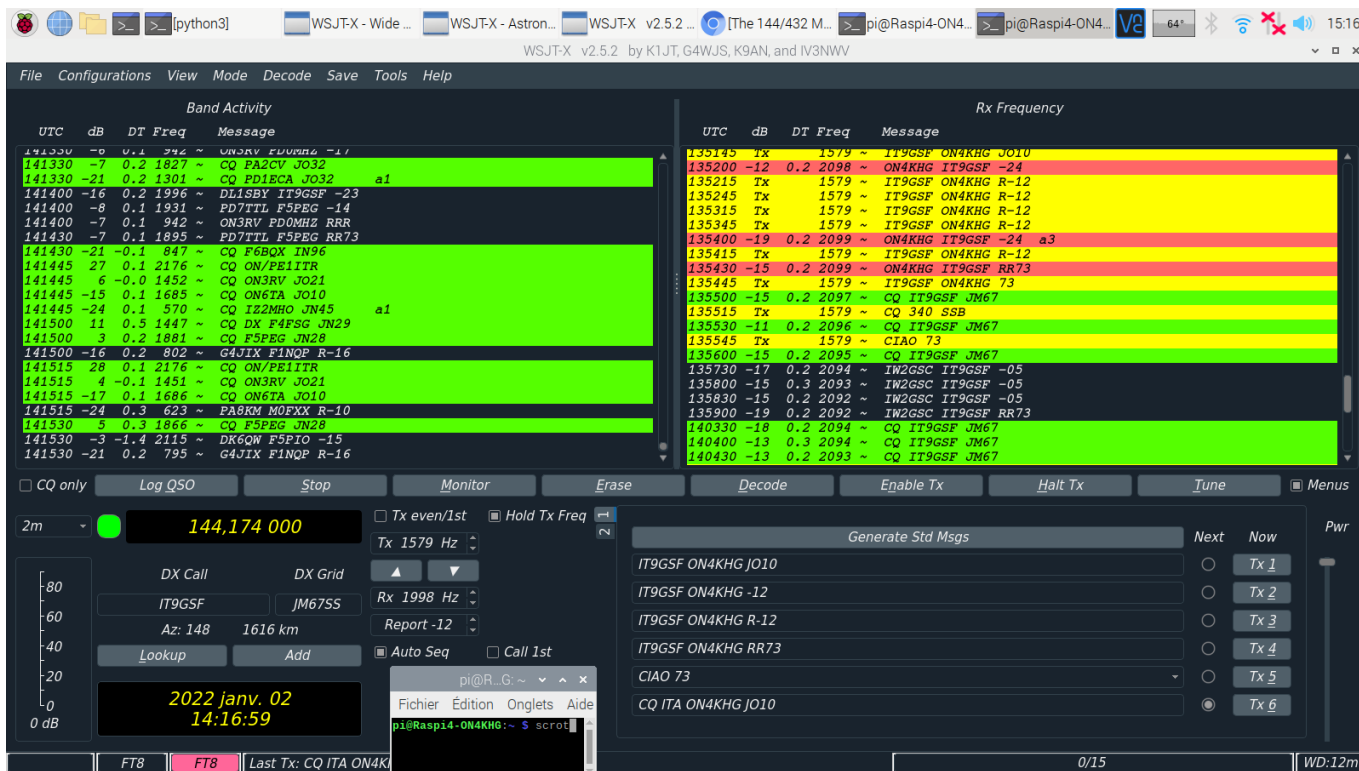 [python3] WSJT-X - Wide ... WSJT-X - Astron... WSJT-X v2.5.2 ... [The 144/432 M... pi@Raspi4-ON4... pi@Raspi4-ON4... 64° 15:16
WSJT-X v2.5.2 by K1JT, G4WJS, K9AN, and IV3NWV
File Configurations View Mode Decode Save Tools Help
Band Activity
UTC dB DT Freq Message
141330 -6 0.1 942 ~ ON3RV PD0MHZ -17
141330 -7 0.2 1827 ~ CQ PA2CV JO32
141330 -21 0.2 1301 ~ CQ PD1ECA JO32 a1
141400 -16 0.2 1996 ~ DL1SBY IT9GSF -23
141400 -8 0.1 1931 ~ PD7TTL F5PEG -14
141400 -7 0.1 942 ~ ON3RV PD0MHZ RRR
141430 -7 0.1 1895 ~ PD7TTL F5PEG RR73
141430 -21 -0.1 847 ~ CQ F6BQX IN96
141445 27 0.1 2176 ~ CQ ON/PE1ITR
141445 6 -0.0 1452 ~ CQ ON3RV JO21
141445 -15 0.1 1685 ~ CQ ON6TA JO10
141445 -24 0.1 570 ~ CQ IZ2MHO JN45 a1
141500 11 0.5 1447 ~ CQ DX F4FSG JN29
141500 3 0.2 1881 ~ CQ F5PEG JN28
141500 -16 0.2 802 ~ G4JIX F1NQP R-16
141515 28 0.1 2176 ~ CQ ON/PE1ITR
141515 4 -0.1 1451 ~ CQ ON3RV JO21
141515 -17 0.1 1686 ~ CQ ON6TA JO10
141515 -24 0.3 623 ~ PA8KM M0FXX R-10
141530 5 0.3 1866 ~ CQ F5PEG JN28
141530 -3 -1.4 2115 ~ DK6QW F5PIO -15
141530 -21 0.2 795 ~ G4JIX F1NQP R-16
Rx Frequency
UTC dB DT Freq Message
135145 Tx 1579 ~ IT9GSF ON4KHG JO10
135200 -12 0.2 2098 ~ ON4KHG IT9GSF -24
135215 Tx 1579 ~ IT9GSF ON4KHG R-12
135245 Tx 1579 ~ IT9GSF ON4KHG R-12
135315 Tx 1579 ~ IT9GSF ON4KHG R-12
135345 Tx 1579 ~ IT9GSF ON4KHG R-12
135400 -19 0.2 2099 ~ ON4KHG IT9GSF -24 a3
135415 Tx 1579 ~ IT9GSF ON4KHG R-12
135430 -15 0.2 2099 ~ ON4KHG IT9GSF RR73
135445 Tx 1579 ~ IT9GSF ON4KHG 73
135500 -15 0.2 2097 ~ CQ IT9GSF JM67
135515 Tx 1579 ~ CQ 340 SSB
135530 -11 0.2 2096 ~ CQ IT9GSF JM67
135545 Tx 1579 ~ CIAO 73
135600 -15 0.2 2095 ~ CQ IT9GSF JM67
135730 -17 0.2 2094 ~ IW2GSC IT9GSF -05
135800 -15 0.3 2093 ~ IW2GSC IT9GSF -05
135830 -15 0.2 2092 ~ IW2GSC IT9GSF -05
135900 -19 0.2 2092 ~ IW2GSC IT9GSF RR73
140330 -18 0.2 2094 ~ CQ IT9GSF JM67
140400 -13 0.3 2094 ~ CQ IT9GSF JM67
140430 -13 0.2 2093 ~ CQ IT9GSF JM67
CQ only Log QSO Stop Monitor Erase Decode Enable Tx Halt Tx Tune Menus
2m 144,174 000 Tx even/1st Hold Tx Freq 1 2
Tx 1579 Hz
DX Call DX Grid
IT9GSF JM67SS Rx 1998 Hz
Az: 148 1616 km Report -12
Lookup Add Auto Seq Call 1st
2022 janv. 02
14:16:59
80
60
40
20
0
0 dB
Generate Std Msgs Next Now Pwr
IT9GSF ON4KHG JO10 Tx 1
IT9GSF ON4KHG -12 Tx 2
IT9GSF ON4KHG R-12 Tx 3
IT9GSF ON4KHG RR73 Tx 4
CIAO 73 Tx 5
CQ ITA ON4KHG JO10 Tx 6
pi@R...G: ~
Fichier Édition Onglets Aide
pi@Raspi4-ON4KHG:~ $ scrot
FT8 FT8 Last Tx: CQ ITA ON4K 0/15 WD:12m